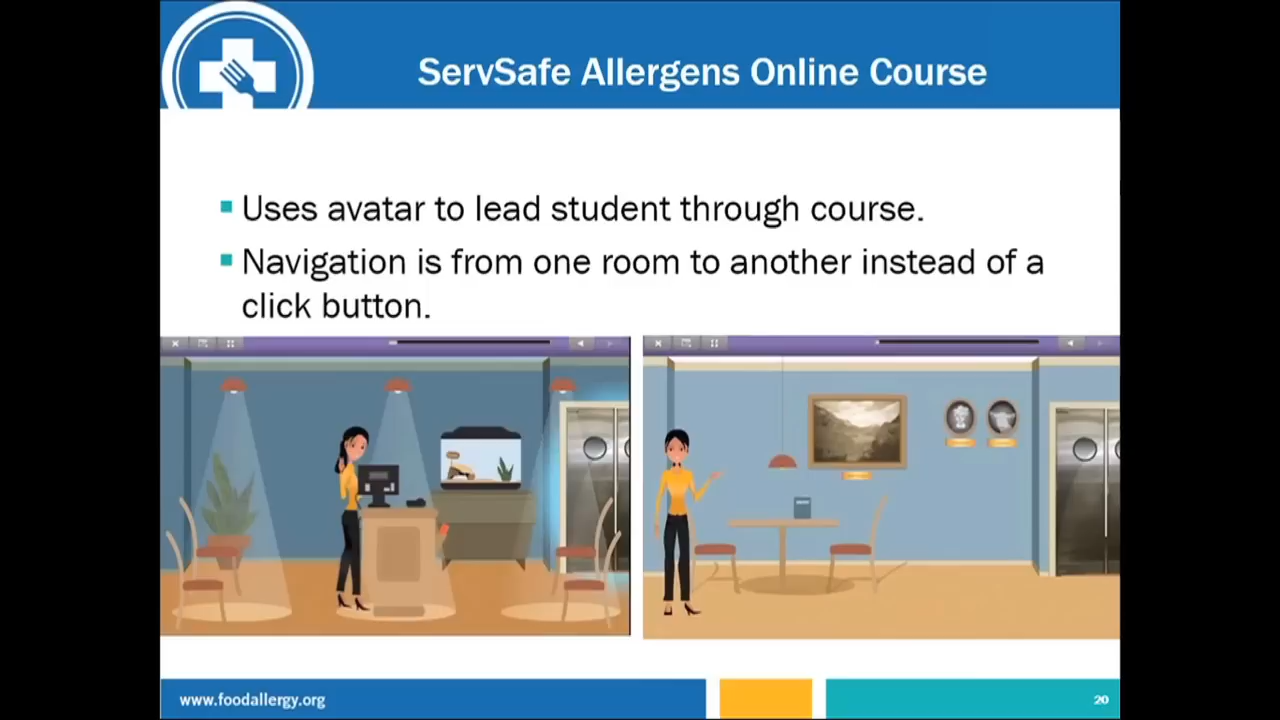 ServSafe Allergens Online Course
Uses avatar to lead student through course.
Navigation is from one room to another instead of a
click button.
www.foodallergy.org
20